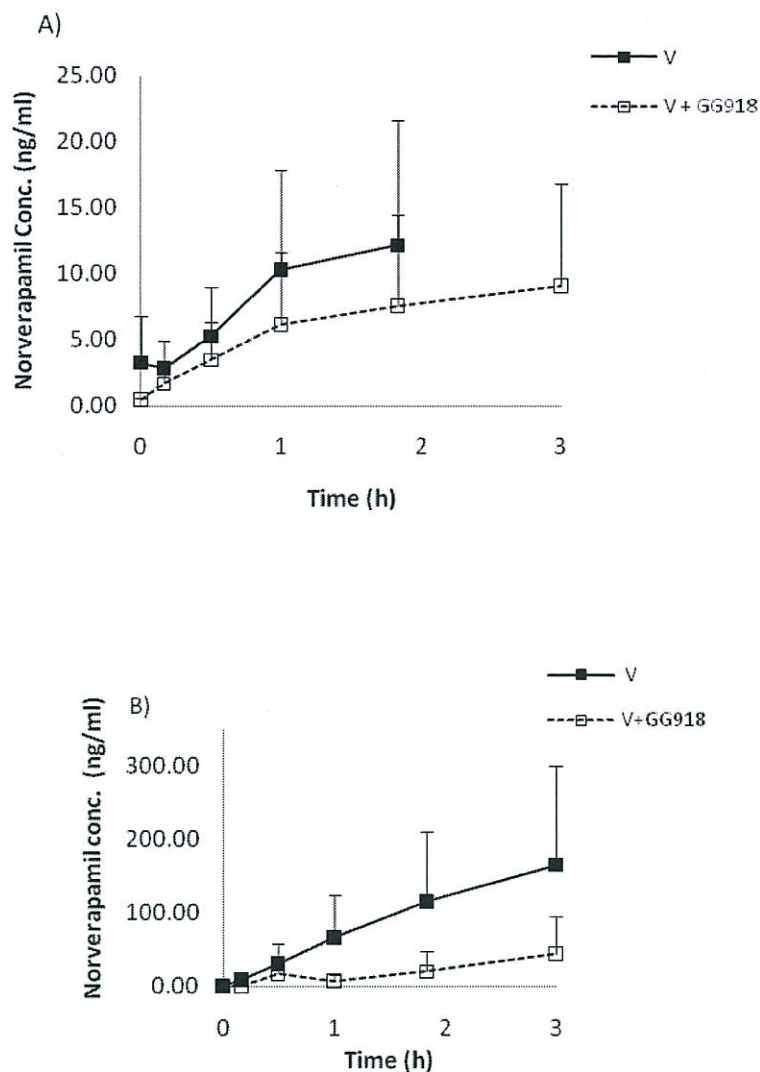 A)
V
V + GG918
Norverapamil Conc. (ng/ml)
25.00
20.00
15.00
10.00
5.00
0.00
0 1 2 3
Time (h)
V
V+GG918
B)
Norverapamil conc. (ng/ml)
300.00
200.00
100.00
0.00
0 1 2 3
Time (h)